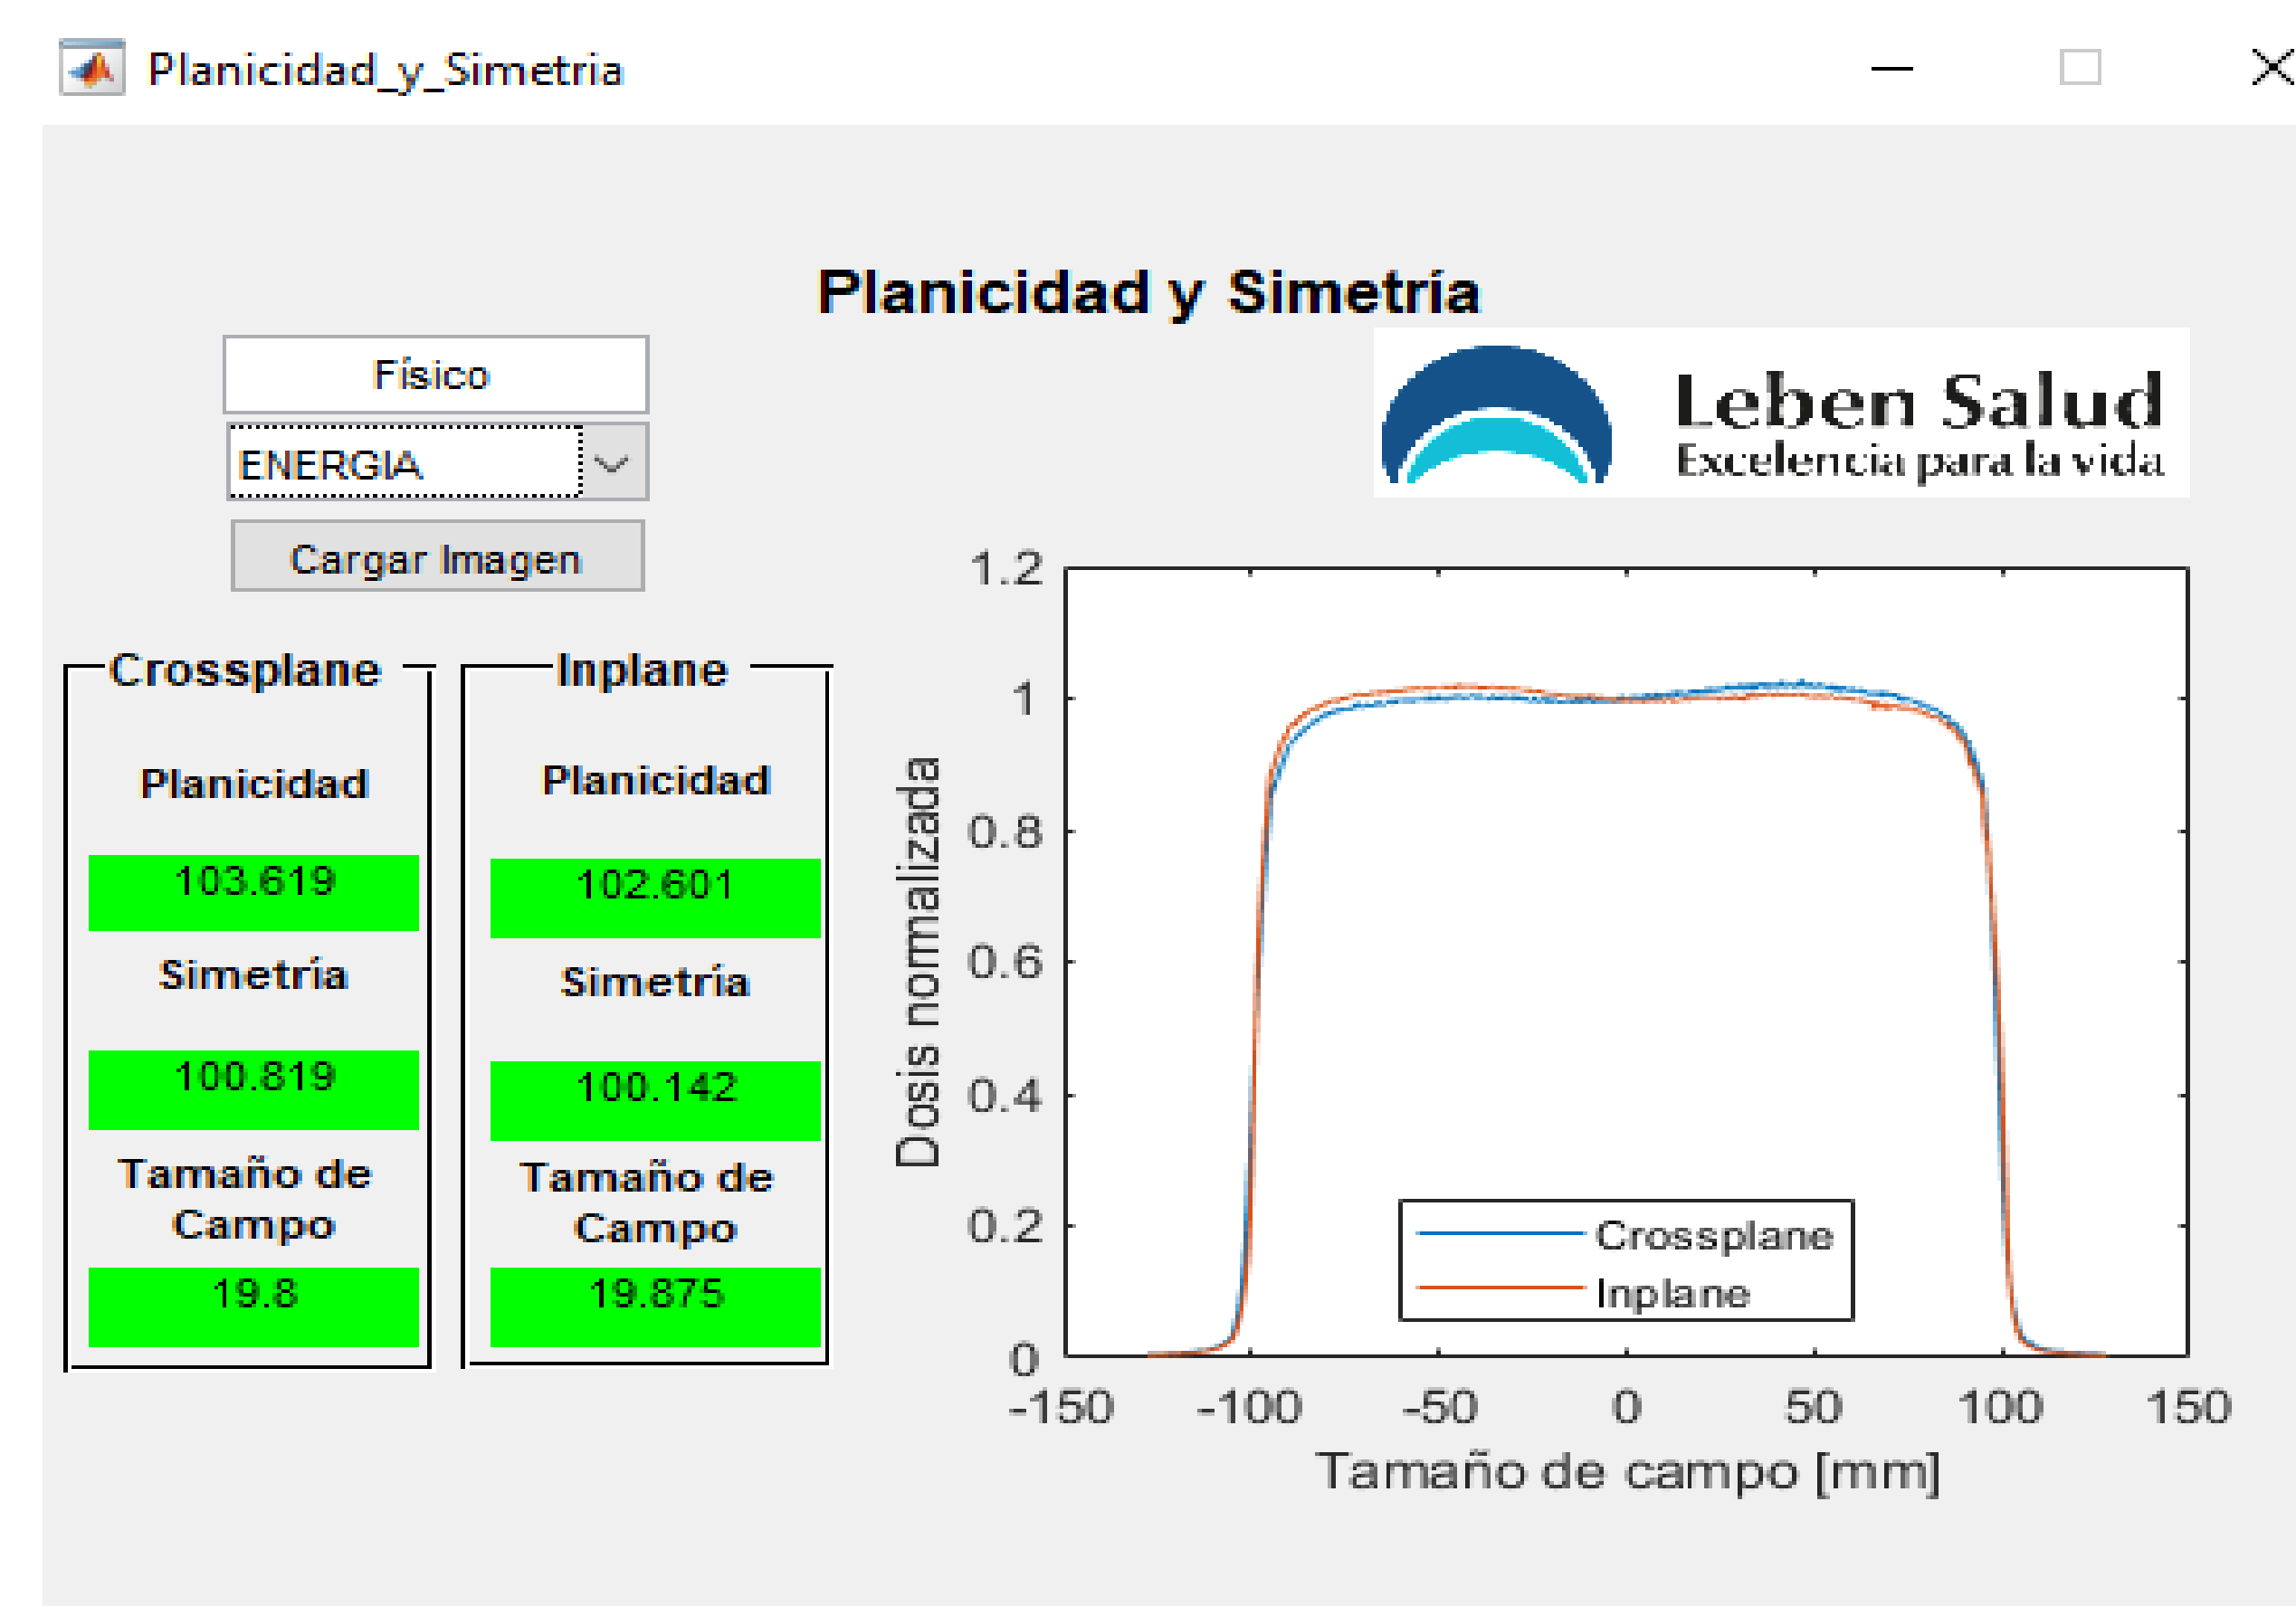 Planicidad_y_Simetria
Planicidad y Simetría
Físico
ENERGIA
Cargar Imagen
Leben Salud
Excelencia para la vida
Crossplane
Planicidad
103.619
Simetría
100.819
Tamaño de
Campo
19.8
Inplane
Planicidad
102.601
Simetría
100.142
Tamaño de
Campo
19.875
Dosis normalizada
1.2
1
0.8
0.6
0.4
0.2
0
Crossplane
Inplane
-150 -100 -50 0 50 100 150
Tamaño de campo [mm]